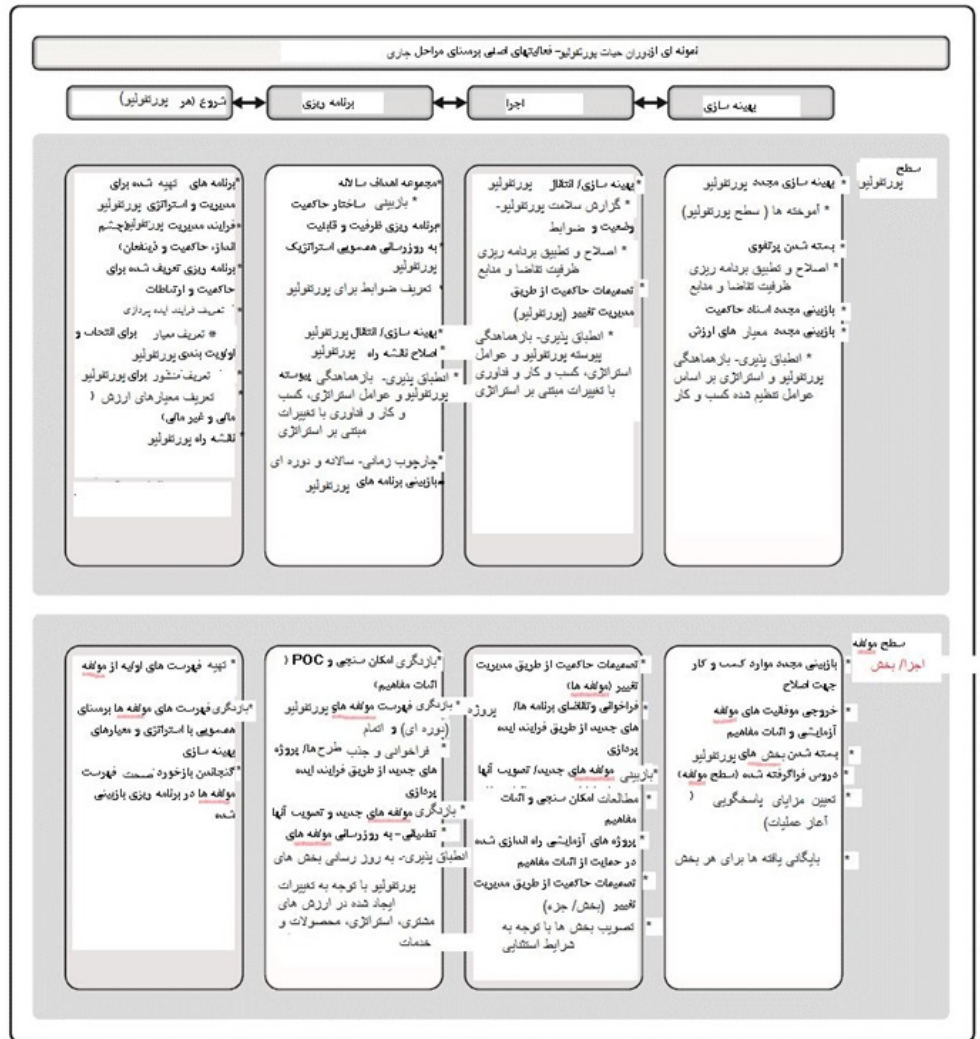 نمونه ای از دوران حیات پورتفولیو- فعالیتهای اصلی برمبنای مراحل جاری
شروع (هر پورتفولیو)
برنامه ریزی
اجرا
بهینه سازی
*برنامه های تهیه شده برای
مدیریت و استراتژی پورتفولیو
*فرایند مدیریت پورتفولیو(چشم
انداز، حاکمیت و ذینفعان)
*برنامه ریزی تعریف شده برای
حاکمیت و ارتباطات
* تعریف فرایند ایده پردازی
* تعریف معیار برای انتخاب و
اولویت بندی پورتفولیو
* تعریف منشور برای پورتفولیو
* تعریف معیارهای ارزش (
مالی و غیر مالی)
* نقشه راه پورتفولیو
*مجموعه اهداف سالانه
* بازبینی ساختار حاکمیت
*برنامه ریزی ظرفیت و قابلیت
* به روزرسانی همسویی استراتژیک
پورتفولیو
* تعریف ضوابط برای پورتفولیو
*بهینه سازی/ انتقال پورتفولیو
* اصلاح نقشه راه پورتفولیو
* انطباق پذیری- بازهماهنگی پیوسته
پورتفولیو و عوامل استراتژی، کسب
و کار و فناوری با تغییرات
مبتنی بر استراتژی
*چارچوب زمانی- سالانه و دوره ای
بازبینی برنامه های پورتفولیو
*بهینه سازی/ انتقال پورتفولیو
* گزارش سلامت پورتفولیو-
وضعیت و ضوابط
* اصلاح و تطبیق برنامه ریزی
ظرفیت تقاضا و منابع
* تصمیمات حاکمیت از طریق
مدیریت تغییر (پورتفولیو)
* انطباق پذیری- بازهماهنگی
پیوسته پورتفولیو و عوامل
استراتژی، کسب و کار و فناوری
با تغییرات مبتنی بر استراتژی
سطح
پورتفولیو
* بهینه سازی مجدد پورتفولیو
* آموخته ها ( سطح پورتفولیو)
* بسته شدن پرتفوی
* اصلاح و تطبیق برنامه ریزی
ظرفیت تقاضا و منابع
* بازبینی مجدد اسناد حاکمیت
* بازبینی مجدد معیار های ارزش
* انطباق پذیری- بازهماهنگی
پورتفولیو و استراتژی بر اساس
عوامل تنظیم شده کسب و کار
* تهیه فهرست های اولیه از مولفه
*بازنگری فهرست های مولفه ها برمبنای
همسویی با استراتژی و معیارهای
بهینه سازی
*گنجاندن بازخورد صحت فهرست
مولفه ها در برنامه ریزی بازبینی
شده
*بازنگری امکان سنجی و POC (
اثبات مفاهیم)
* بازنگری فهرست مولفه های پورتفولیو
(دوره ای) و اتمام
* فراخوانی و جذب طرح ها/ پروژه
های جدید از طریق فرایند ایده
پردازی
* بازنگری مولفه های جدید و تصویب آنها
* تطبیقی- به روزرسانی مولفه های
انطباق پذیری- به روز رسانی بخش های
پورتفولیو با توجه به تغییرات
ایجاد شده در ارزش های
مشتری، استراتژی، محصولات و
خدمات
* تصمیمات حاکمیت از طریق مدیریت
تغییر (مولفه ها)
* فراخوانی وتقاضای برنامه ها/ پروژه
های جدید از طریق فرایند ایده
پردازی
*بازبینی مولفه های جدید/ تصویب آنها
* مطالعات امکان سنجی و اثبات
مفاهیم
* پروژه های آزمایشی راه اندازی شده
در حمایت از اثبات مفاهیم
* تصمیمات حاکمیت از طریق مدیریت
تغییر (بخش/ جزء)
* تصویب بخش ها با توجه به
شرایط استثنایی
سطح مولفه
اجزا/ بخش
* بازبینی مجدد موارد کسب و کار
جهت اصلاح
* خروجی موفقیت های مولفه
آزمایشی و اثبات مفاهیم
* بسته شدن بخش های پورتفولیو
* دروس فراگرفته شده (سطح مولفه)
* تعیین مزایای پاسخگویی (
آغاز عملیات)
* بایگانی یافته ها برای هر بخش